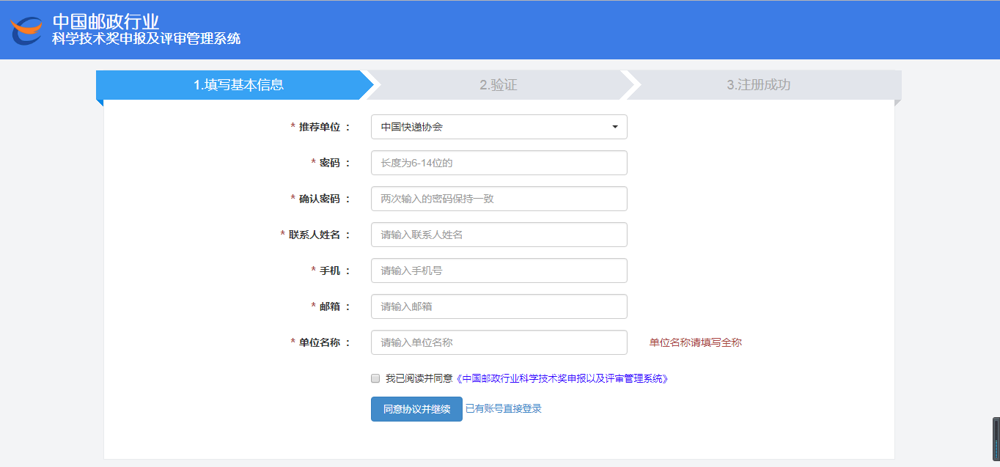 中国邮政行业
科学技术奖申报及评审管理系统
1.填写基本信息 2.验证 3.注册成功
* 推荐单位 ： 中国快递协会
* 密码 ： 长度为6-14位的
* 确认密码 ： 两次输入的密码保持一致
* 联系人姓名 ： 请输入联系人姓名
* 手机 ： 请输入手机号
* 邮箱 ： 请输入邮箱
* 单位名称 ： 请输入单位名称 单位名称请填写全称
我已阅读并同意《中国邮政行业科学技术奖申报以及评审管理系统》
同意协议并继续 已有账号直接登录